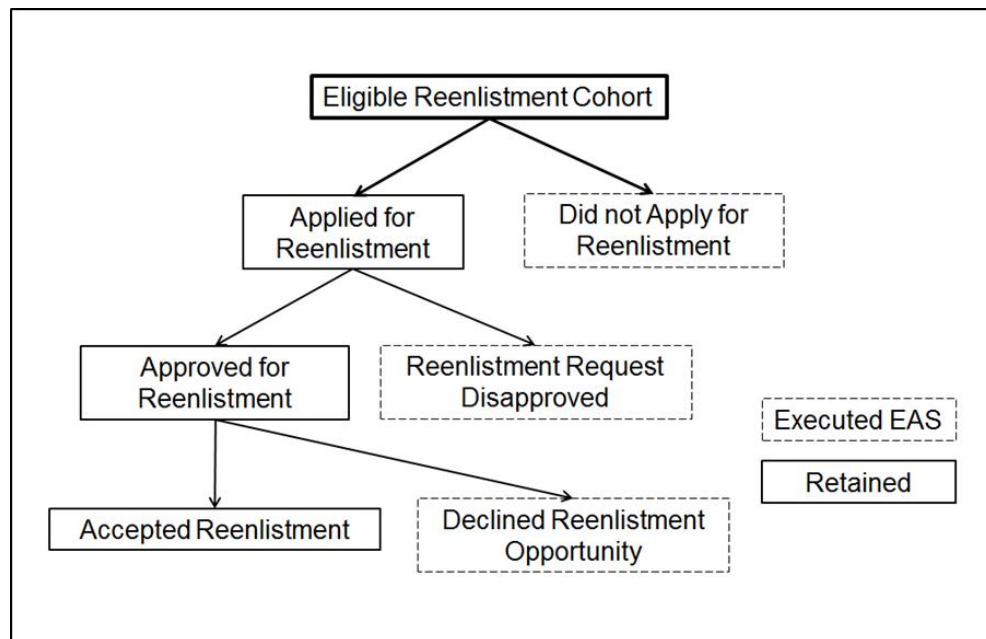 Eligible Reenlistment Cohort
Applied for
Reenlistment
Did not Apply for
Reenlistment
Approved for
Reenlistment
Reenlistment Request
Disapproved
Executed EAS
Retained
Accepted Reenlistment
Declined Reenlistment
Opportunity